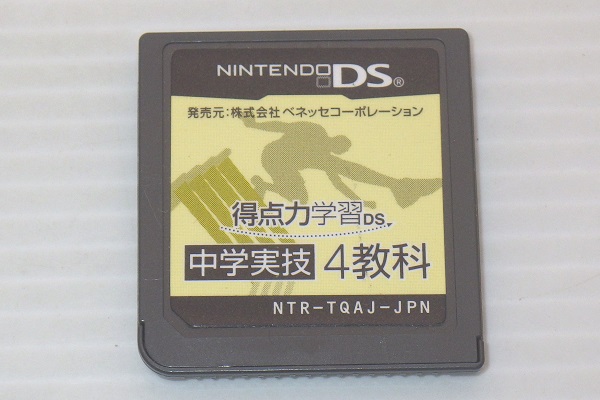 NINTENDO DS®
発売元:株式会社 ベネッセコーポレーション
得点力学習DS
中学実技 4教科
NTR-TQAJ-JPN